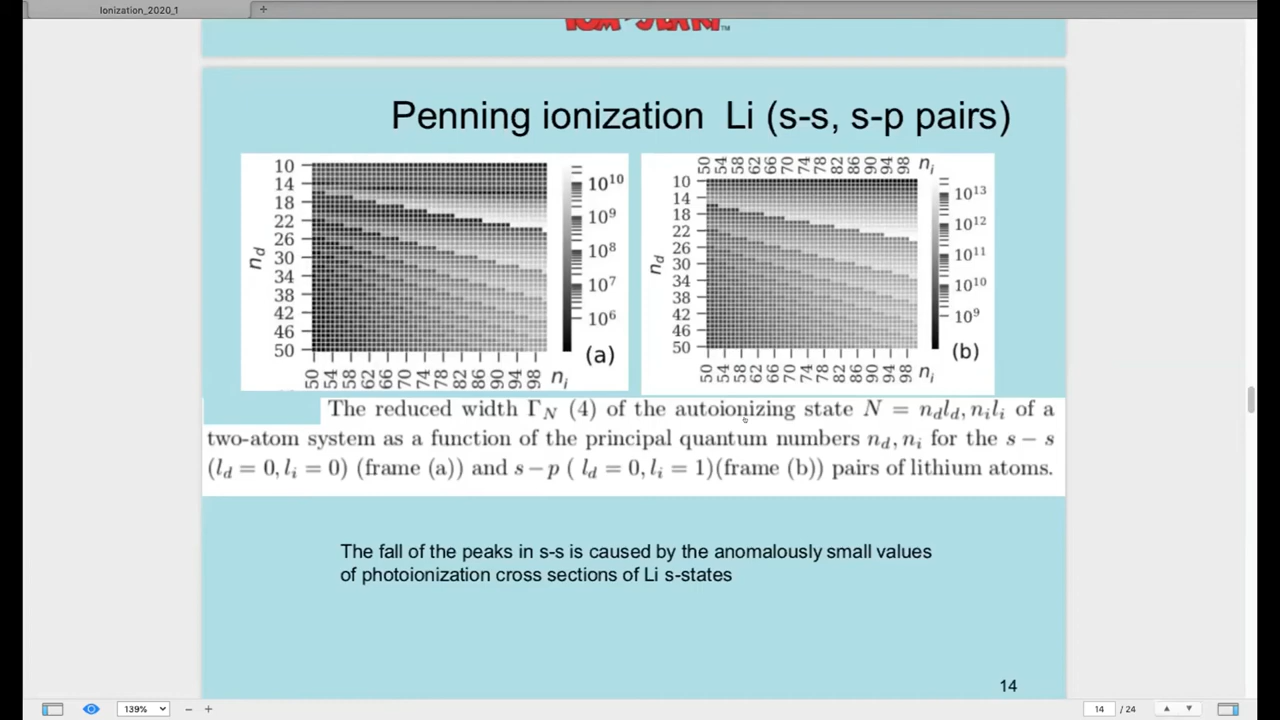 Ionization_2020_1
+
Penning ionization Li (s-s, s-p pairs)
10
14
18
22
26
30
34
38
42
46
50
n_d
50 54 58 62 66 70 74 78 82 86 90 94 98 n_i
10^10
10^9
10^8
10^7
10^6
(a)
50 54 58 62 66 70 74 78 82 86 90 94 98 n_i
10
14
18
22
26
30
34
38
42
46
50
n_d
50 54 58 62 66 70 74 78 82 86 90 94 98 n_i
10^13
10^12
10^11
10^10
10^9
(b)
The reduced width Γ_N (4) of the autoionizing state N = n_d l_d, n_i l_i of a
two-atom system as a function of the principal quantum numbers n_d, n_i for the s − s
(l_d = 0, l_i = 0) (frame (a)) and s − p ( l_d = 0, l_i = 1)(frame (b)) pairs of lithium atoms.
The fall of the peaks in s-s is caused by the anomalously small values
of photoionization cross sections of Li s-states
14
139%
− +
14 / 24